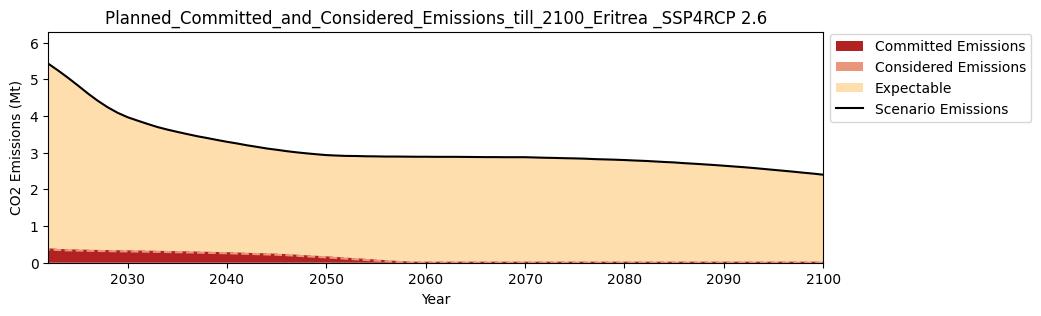 Planned_Committed_and_Considered_Emissions_till_2100_Eritrea _SSP4RCP 2.6
CO2 Emissions (Mt)
6
5
4
3
2
1
0
2030 2040 2050 2060 2070 2080 2090 2100
Year
Committed Emissions
Considered Emissions
Expectable
Scenario Emissions